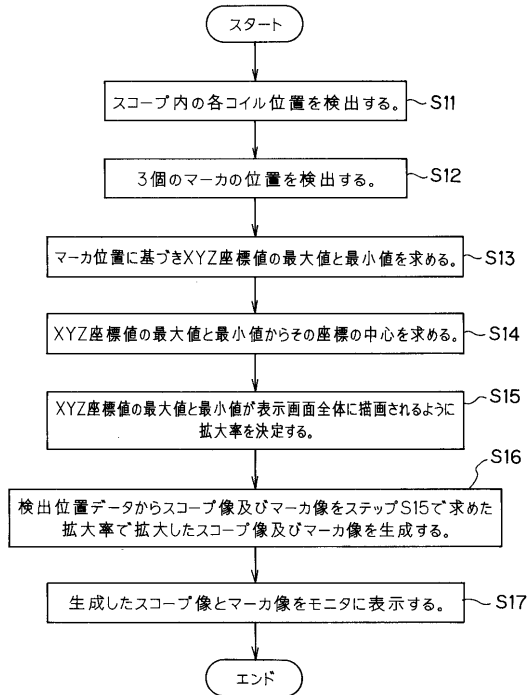 スタート
スコープ内の各コイル位置を検出する。 S11
3個のマーカの位置を検出する。 S12
マーカ位置に基づきXYZ座標値の最大値と最小値を求める。 S13
XYZ座標値の最大値と最小値からその座標の中心を求める。 S14
S15
XYZ座標値の最大値と最小値が表示画面全体に描画されるように
拡大率を決定する。
S16
検出位置データからスコープ像及びマーカ像をステップS15で求めた
拡大率で拡大したスコープ像及びマーカ像を生成する。
生成したスコープ像とマーカ像をモニタに表示する。 S17
エンド